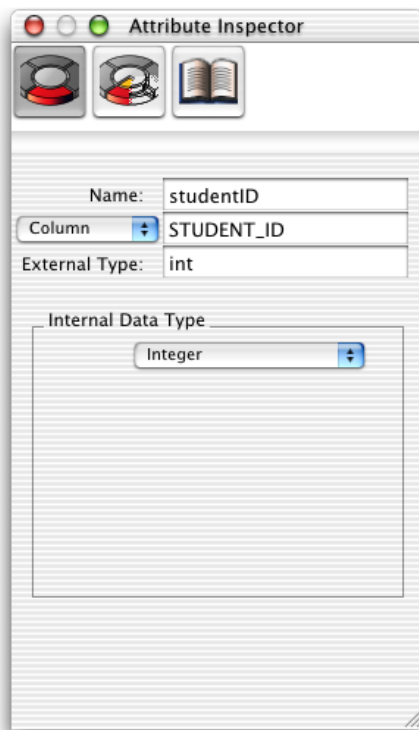 Attribute Inspector
Name: studentID
Column STUDENT_ID
External Type: int
Internal Data Type
Integer